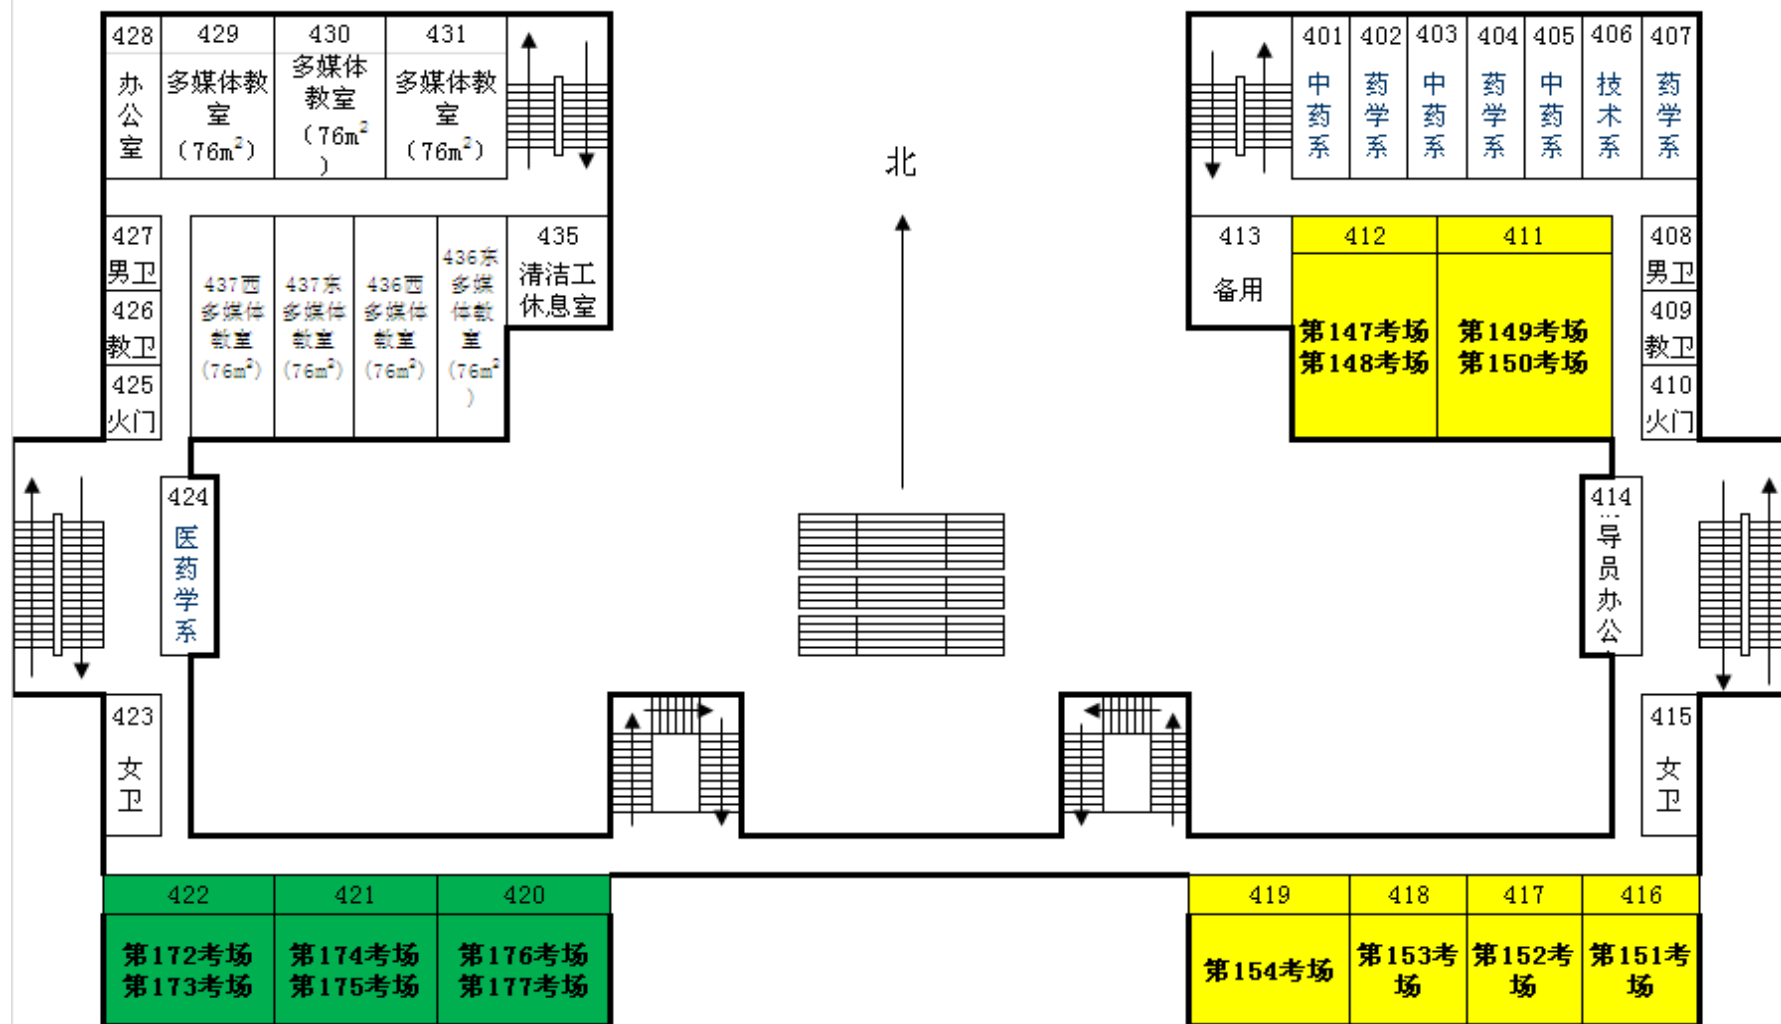 428
办
公
室
429
多媒体教
室
(76m²)
430
多媒体
教室
(76m²
)
431
多媒体教
室
(76m²)
401
中
药
系
402
药
学
系
403
中
药
系
404
药
学
系
405
中
药
系
406
技
术
系
407
药
学
系
北
427
男卫
426
教卫
425
火门
437西
多媒体
教室
(76m²)
437东
多媒体
教室
(76m²)
436西
多媒体
教室
(76m²)
436东
多媒
体教
室
(76m²
)
435
清洁工
休息室
413
备用
412
第147考场
第148考场
411
第149考场
第150考场
408
男卫
409
教卫
410
火门
424
医
药
学
系
414
导
员
办
公
423
女
卫
415
女
卫
422
第172考场
第173考场
421
第174考场
第175考场
420
第176考场
第177考场
419
第154考场
418
第153考
场
417
第152考
场
416
第151考
场